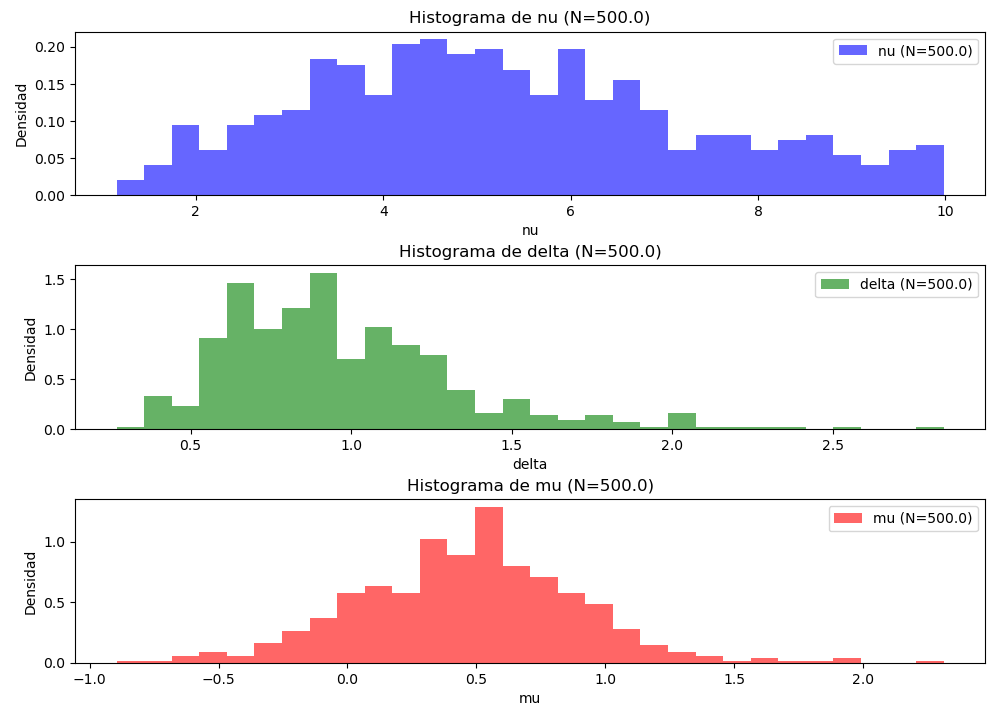 Histograma de nu (N=500.0)
nu (N=500.0)
Densidad
0.20
0.15
0.10
0.05
0.00
2 4 6 8 10
nu
Histograma de delta (N=500.0)
delta (N=500.0)
Densidad
1.5
1.0
0.5
0.0
0.5 1.0 1.5 2.0 2.5
delta
Histograma de mu (N=500.0)
mu (N=500.0)
Densidad
1.0
0.5
0.0
−1.0 −0.5 0.0 0.5 1.0 1.5 2.0
mu